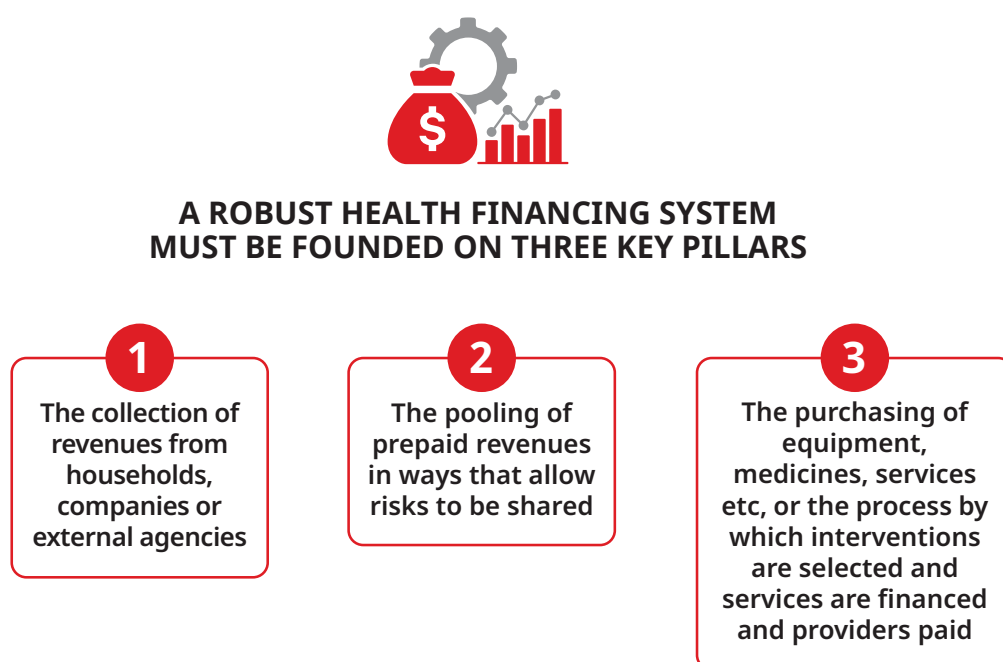 $
A ROBUST HEALTH FINANCING SYSTEM
MUST BE FOUNDED ON THREE KEY PILLARS
1
The collection of
revenues from
households,
companies or
external agencies
2
The pooling of
prepaid revenues
in ways that allow
risks to be shared
3
The purchasing of
equipment,
medicines, services
etc, or the process by
which interventions
are selected and
services are financed
and providers paid